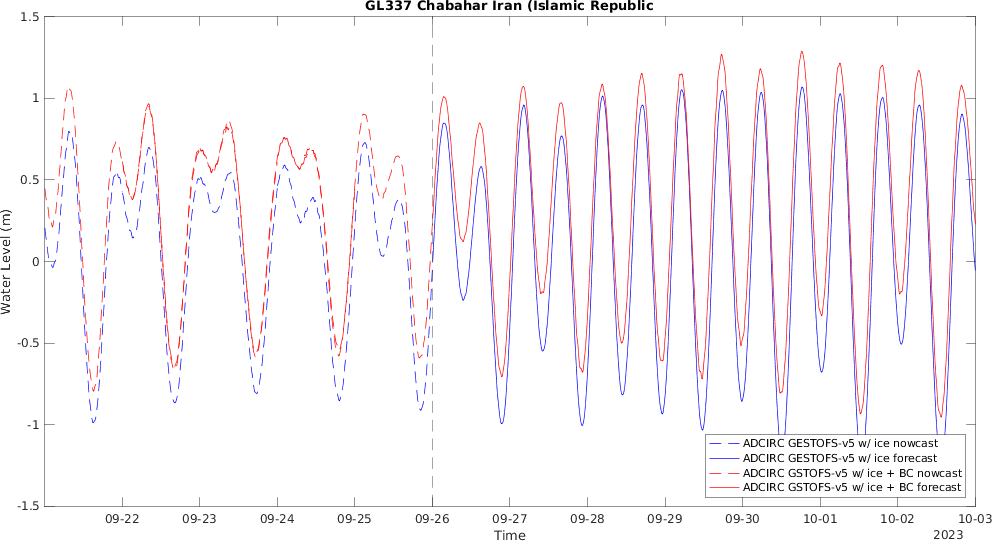 GL337 Chabahar Iran (Islamic Republic
1.5
1
0.5
0
-0.5
-1
-1.5
Water Level (m)
09-22 09-23 09-24 09-25 09-26 09-27 09-28 09-29 09-30 10-01 10-02 10-03
Time
2023
ADCIRC GESTOFS-v5 w/ ice nowcast
ADCIRC GESTOFS-v5 w/ ice forecast
ADCIRC GSTOFS-v5 w/ ice + BC nowcast
ADCIRC GSTOFS-v5 w/ ice + BC forecast